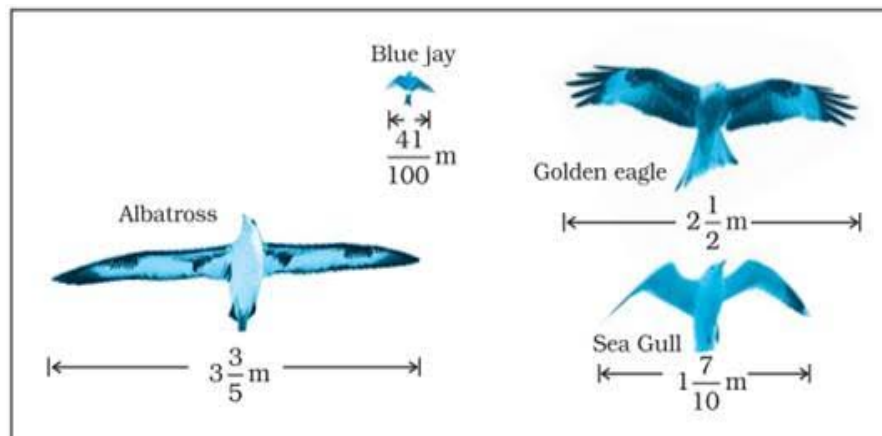 Blue jay
41/100 m
Golden eagle
2 1/2 m
Albatross
3 3/5 m
Sea Gull
1 7/10 m